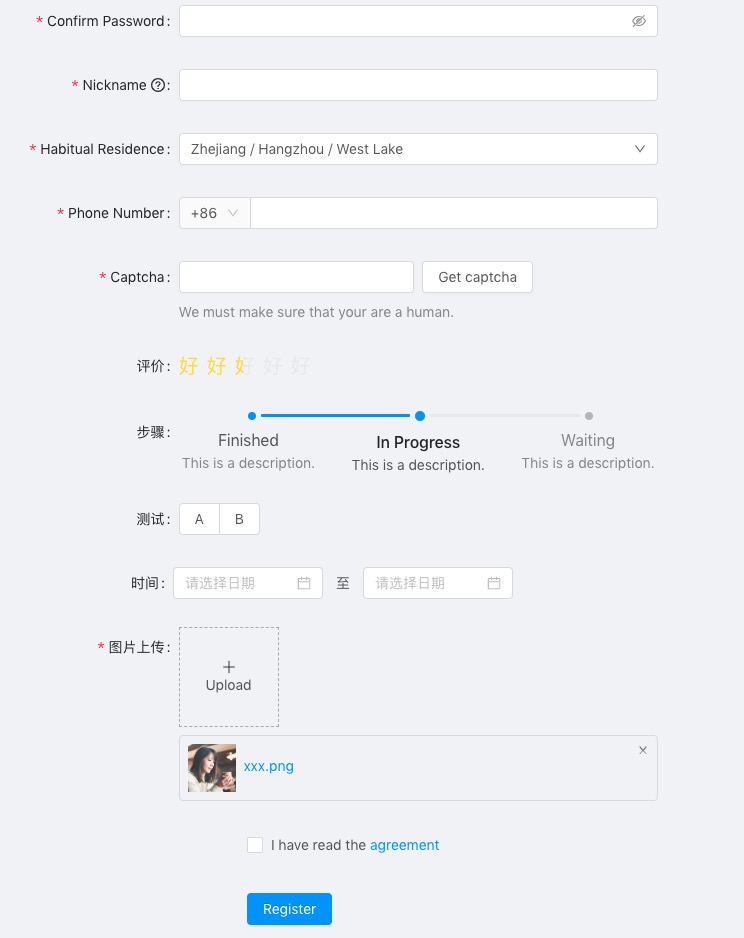 * Confirm Password:
* Nickname ?:
* Habitual Residence: Zhejiang / Hangzhou / West Lake
* Phone Number: +86
* Captcha: Get captcha
We must make sure that your are a human.
评价: 好 好 好 好 好
步骤:
Finished In Progress Waiting
This is a description. This is a description. This is a description.
测试: A B
时间: 请选择日期 至 请选择日期
* 图片上传:
+
Upload
xxx.png
I have read the agreement
Register